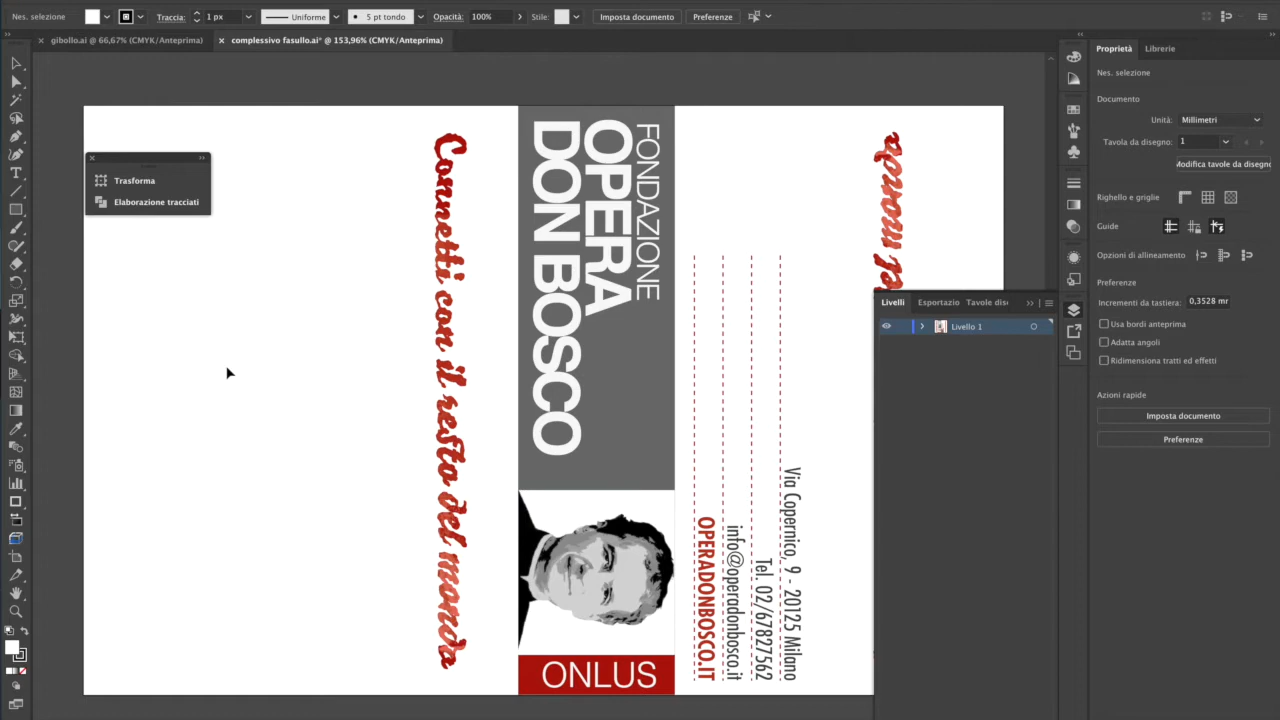 Nes. selezione
Traccia:
1 px
Uniforme
5 pt tondo
Opacità:
100%
Stile:
Imposta documento
Preferenze
gibollo.ai @ 66,67% (CMYK/Anteprima)
complessivo fasullo.ai* @ 153,96% (CMYK/Anteprima)
Trasforma
Elaborazione tracciati
Connetti con il resto del mondo
FONDAZIONE
OPERA
DON BOSCO
ONLUS
Via Copernico, 9 - 20125 Milano
Tel. 02/67827562
info@operadonbosco.it
OPERADONBOSCO.IT
Livelli
Esportazio
Tavole dis
Livello 1
Proprietà
Librerie
Nes. selezione
Documento
Unità:
Millimetri
Tavola da disegno:
1
Modifica tavole da disegno
Righello e griglie
Guide
Opzioni di allineamento
Preferenze
Incrementi da tastiera:
0,3528 mr
Usa bordi anteprima
Adatta angoli
Ridimensiona tratti ed effetti
Azioni rapide
Imposta documento
Preferenze